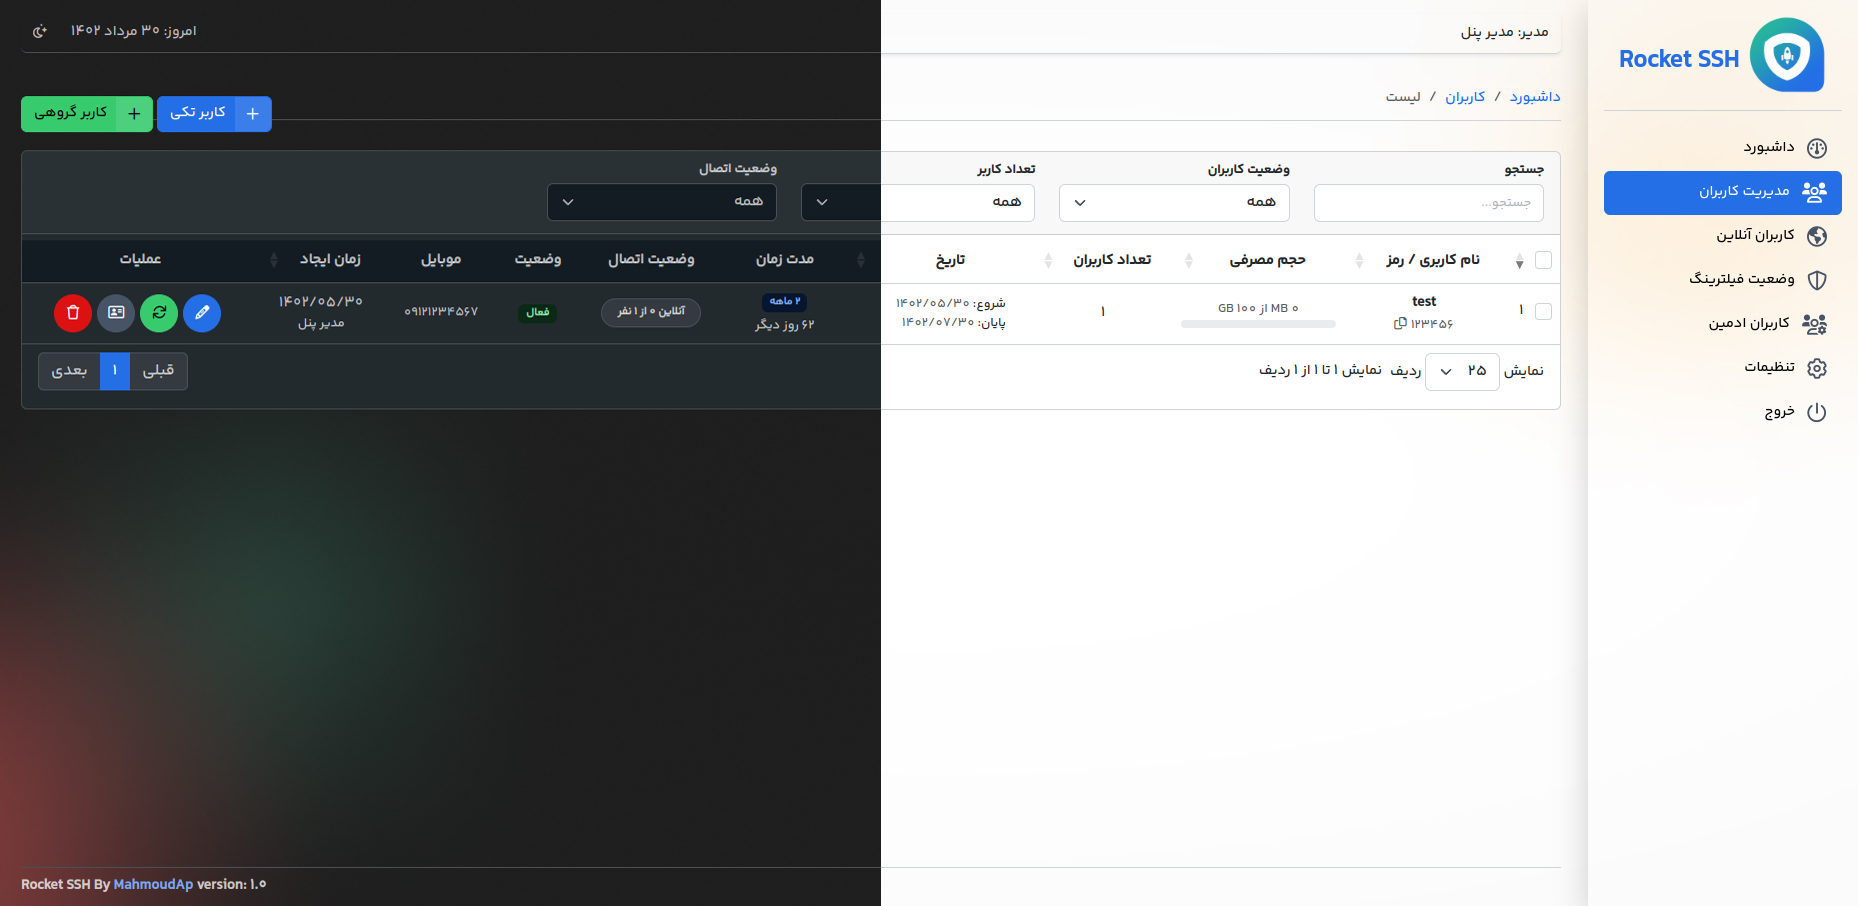 Rocket SSH
داشبورد
مدیریت کاربران
کاربران آنلاین
وضعیت فیلترینگ
کاربران ادمین
تنظیمات
خروج
مدیر: مدیر پنل
امروز: ۳۰ مرداد ۱۴۰۲
داشبورد / کاربران / لیست
+ کاربر تکی
+ کاربر گروهی
جستجو
جستجو...
وضعیت کاربران
همه
تعداد کاربر
همه
وضعیت اتصال
همه
نام کاربری / رمز
حجم مصرفی
تعداد کاربران
تاریخ
مدت زمان
وضعیت اتصال
وضعیت
موبایل
زمان ایجاد
عملیات
۱
test
۱۲۳۴۵۶
۰ MB از ۱۰۰ GB
۱
شروع: ۱۴۰۲/۰۵/۳۰
پایان: ۱۴۰۲/۰۷/۳۰
۲ ماهه
۶۲ روز دیگر
آنلاین ۰ از ۱ نفر
فعال
۰۹۱۲۱۲۳۴۵۶۷
۱۴۰۲/۰۵/۳۰
مدیر پنل
نمایش ۲۵ ردیف
نمایش ۱ تا ۱ از ۱ ردیف
قبلی ۱ بعدی
Rocket SSH By MahmoudAp version: ۱.۰